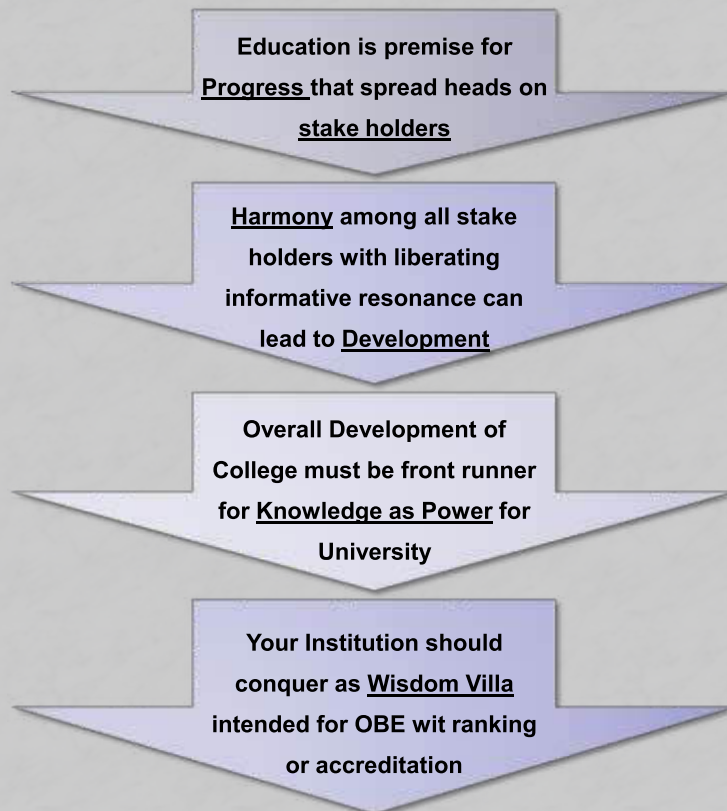 Education is premise for
Progress that spread heads on
stake holders
Harmony among all stake
holders with liberating
informative resonance can
lead to Development
Overall Development of
College must be front runner
for Knowledge as Power for
University
Your Institution should
conquer as Wisdom Villa
intended for OBE wit ranking
or accreditation